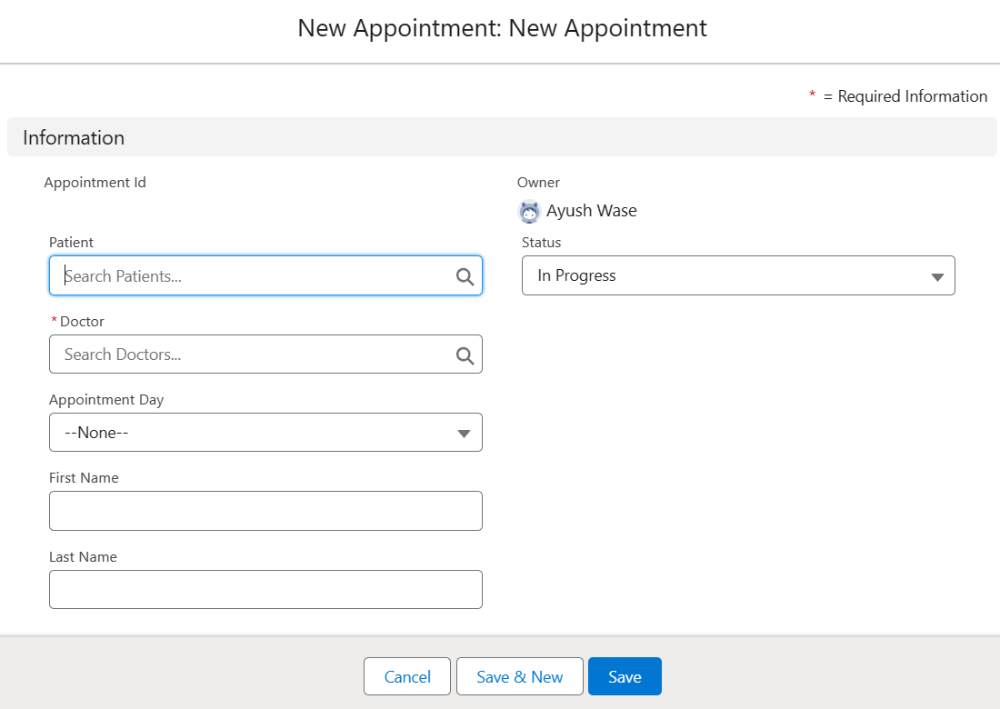 New Appointment: New Appointment
* = Required Information
Information
Appointment Id
Owner
Ayush Wase
Patient
Search Patients...
Status
In Progress
*Doctor
Search Doctors...
Appointment Day
--None--
First Name
Last Name
Cancel
Save & New
Save